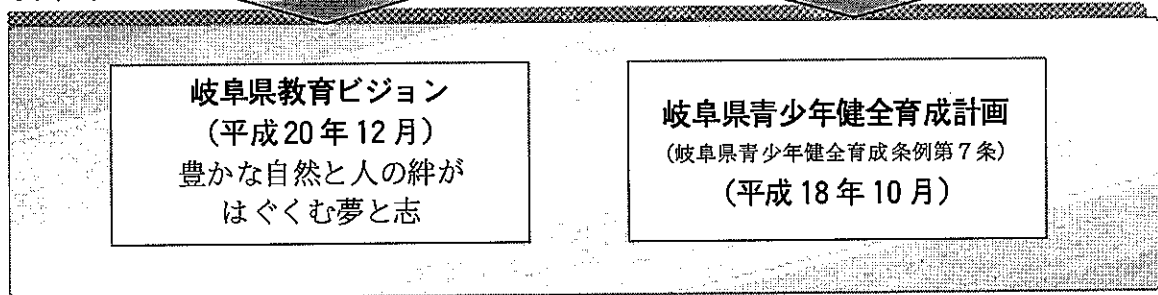 岐阜県教育ビジョン
(平成20年12月)
豊かな自然と人の絆が
はぐくむ夢と志
岐阜県青少年健全育成計画
(岐阜県青少年健全育成条例第7条)
(平成18年10月)